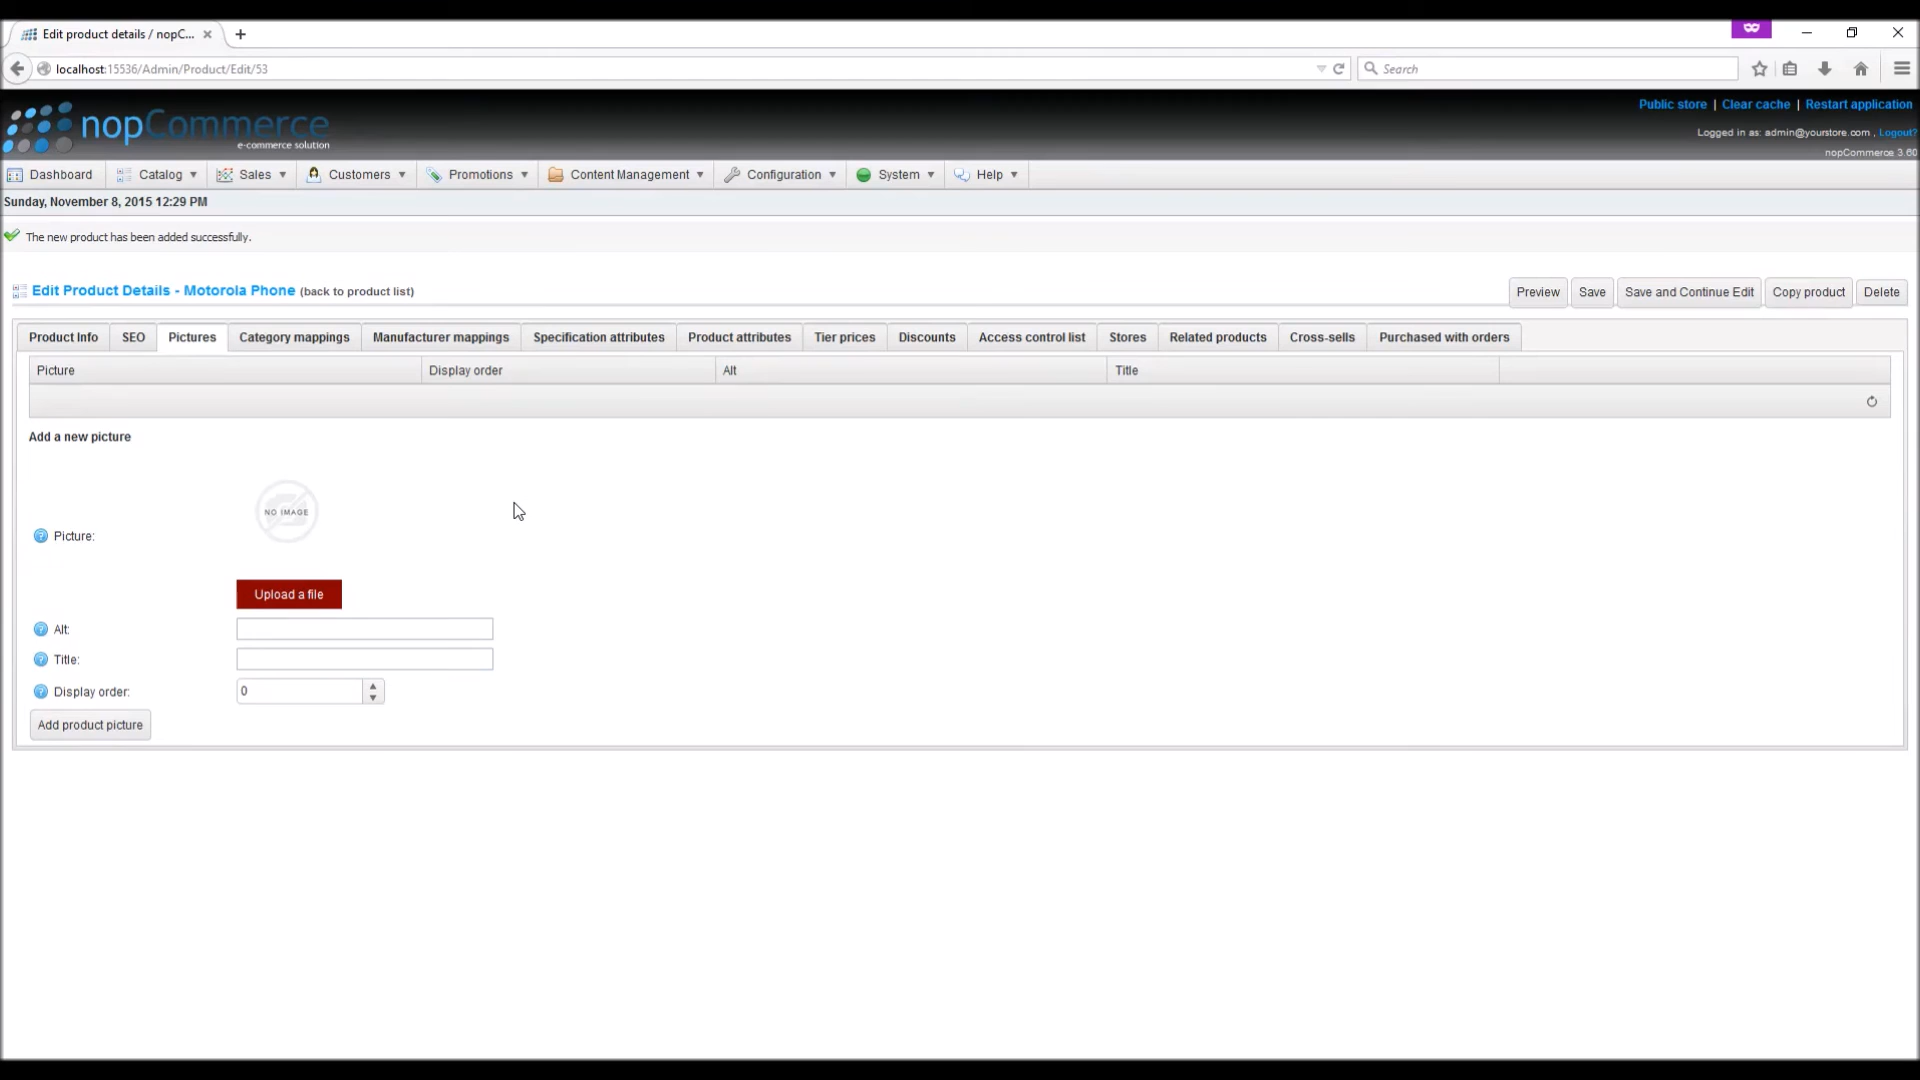 Edit product details / nopC...
localhost:15536/Admin/Product/Edit/53
Search
nopCommerce
e-commerce solution
Public store | Clear cache | Restart application
Logged in as: admin@yourstore.com , Logout?
nopCommerce 3.60
Dashboard Catalog Sales Customers Promotions Content Management Configuration System Help
Sunday, November 8, 2015 12:29 PM
The new product has been added successfully.
Edit Product Details - Motorola Phone (back to product list)
Preview Save Save and Continue Edit Copy product Delete
Product Info SEO Pictures Category mappings Manufacturer mappings Specification attributes Product attributes Tier prices Discounts Access control list Stores Related products Cross-sells Purchased with orders
Picture Display order Alt Title
Add a new picture
NO IMAGE
Picture:
Upload a file
Alt:
Title:
Display order: 0
Add product picture